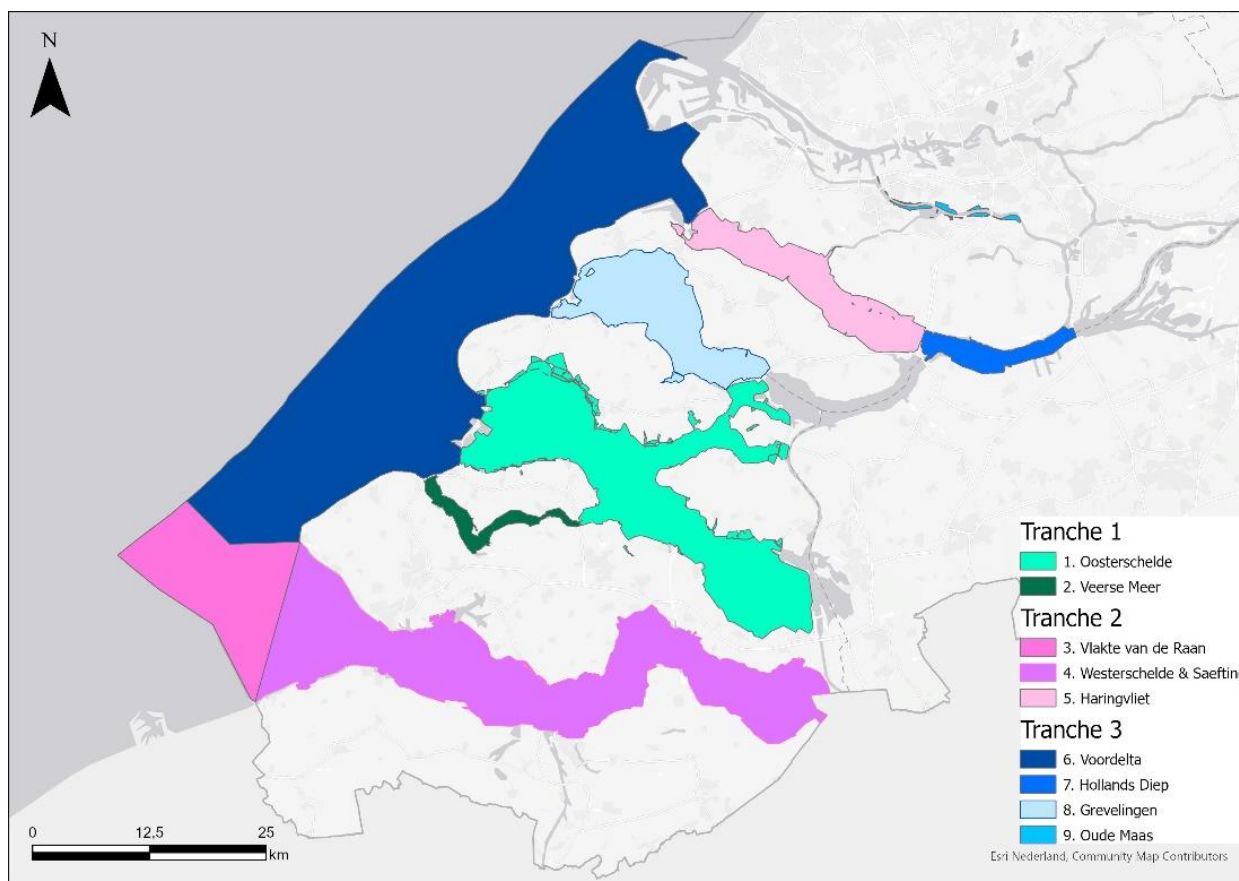 N
Tranche 1
1. Oosterschelde
2. Veerse Meer
Tranche 2
3. Vlakte van de Raan
4. Westerschelde & Saefting
5. Haringvliet
Tranche 3
6. Voordelta
7. Hollands Diep
8. Grevelingen
9. Oude Maas
0 12,5 25
km
Esri Nederland, Community Map Contributors